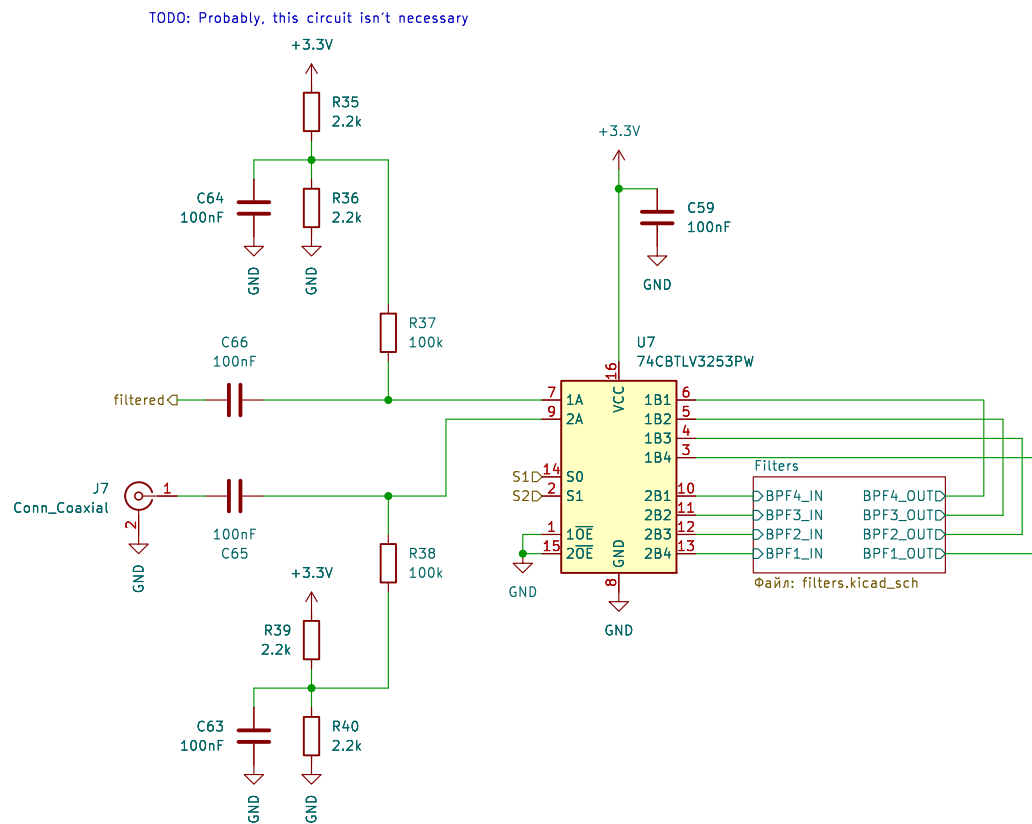 TODO: Probably, this circuit isn't necessary
+3.3V
R35
2.2k
C64
100nF
R36
2.2k
GND
GND
+3.3V
C59
100nF
GND
R37
100k
C66
100nF
filtered
U7
74CBTLV3253PW
16
VCC
7
1A
9
2A
14
S0
2
S1
1
1OE
15
2OE
GND
8
1B1
6
1B2
5
1B3
4
1B4
3
2B1
10
2B2
11
2B3
12
2B4
13
S1
S2
GND
GND
Filters
BPF4_IN
BPF4_OUT
BPF3_IN
BPF3_OUT
BPF2_IN
BPF2_OUT
BPF1_IN
BPF1_OUT
Файл: filters.kicad_sch
J7
Conn_Coaxial
1
2
GND
100nF
C65
R38
100k
+3.3V
R39
2.2k
C63
100nF
R40
2.2k
GND
GND